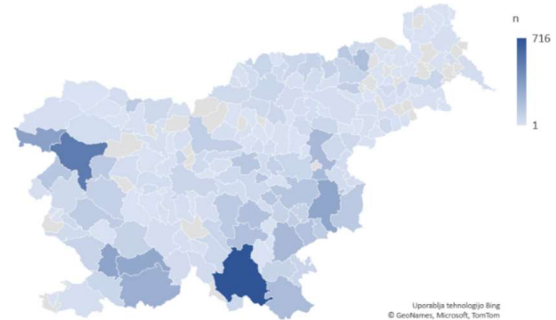 n
716
1
Uporablja tehnologijo Bing
© GeoNames, Microsoft, TomTom